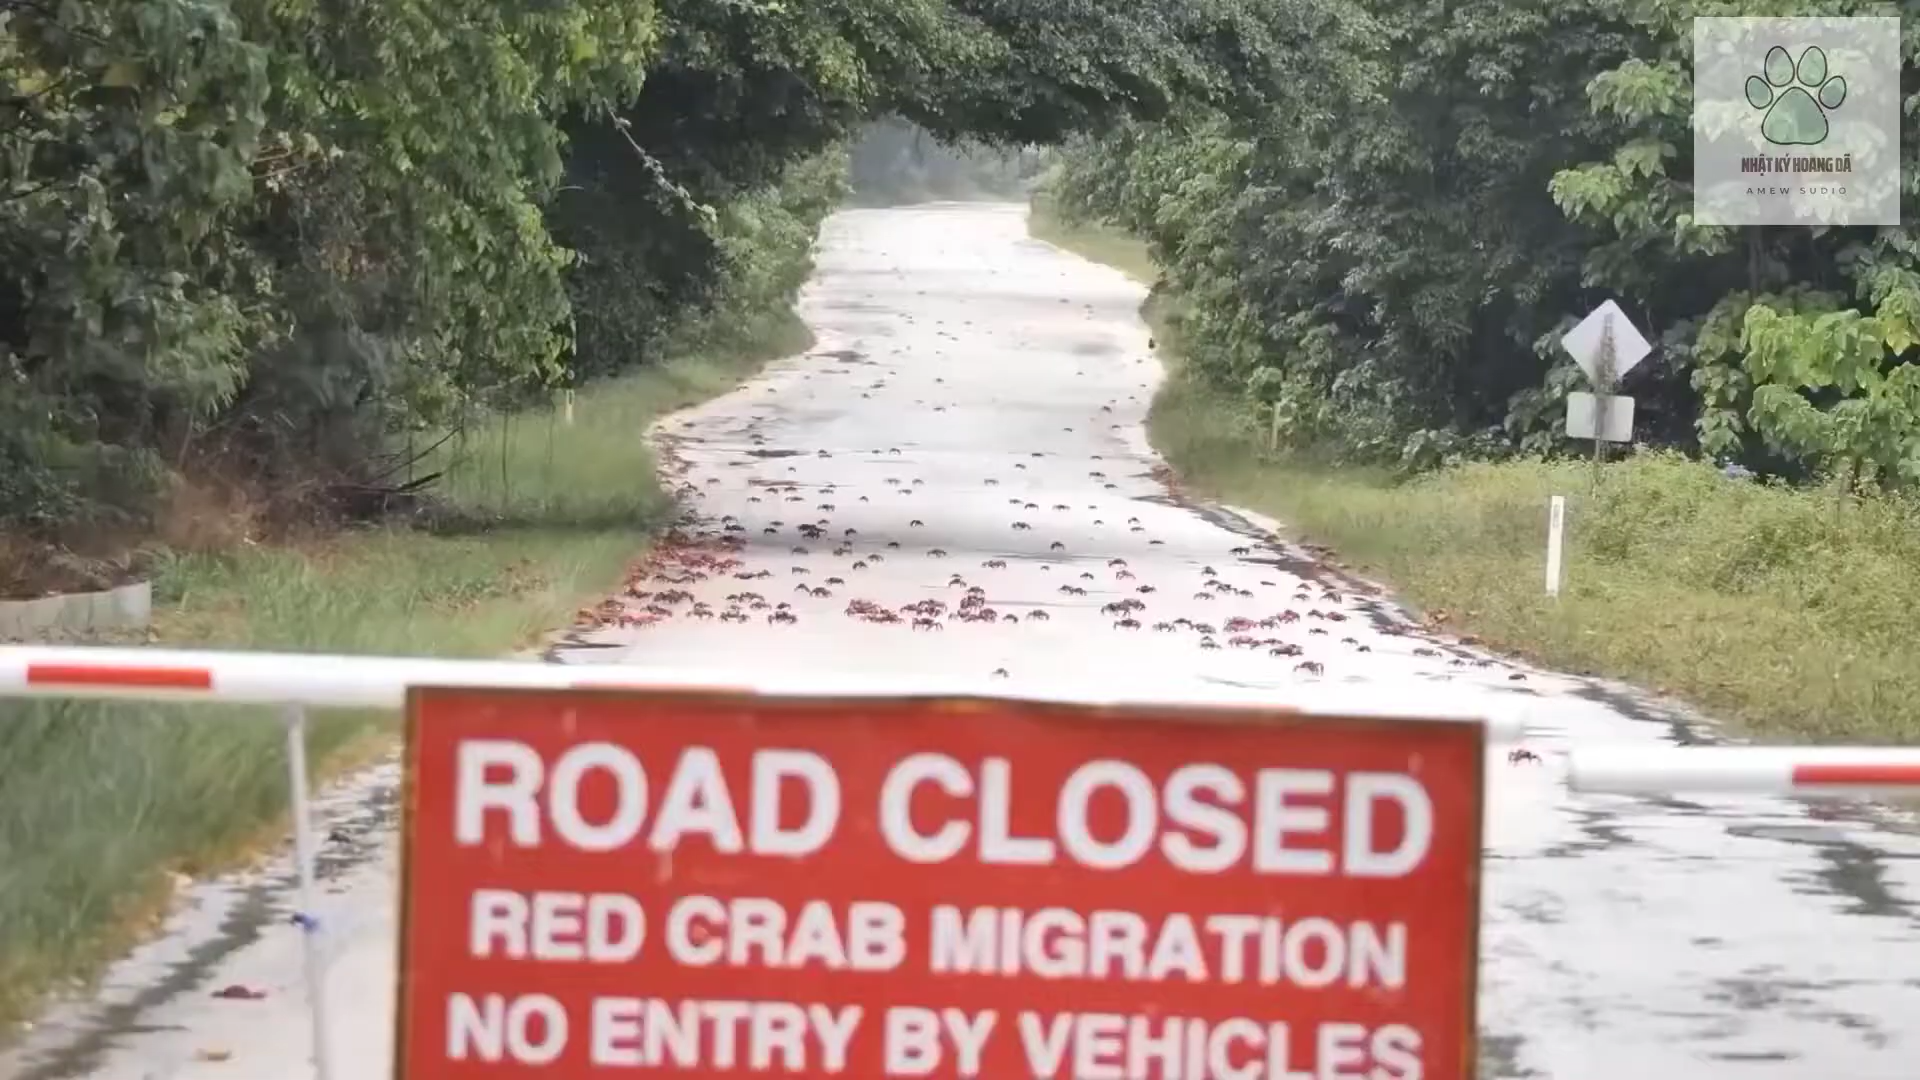 NHẬT KÝ HOANG DÃ
AMEW SUDIO
ROAD CLOSED
RED CRAB MIGRATION
NO ENTRY BY VEHICLES